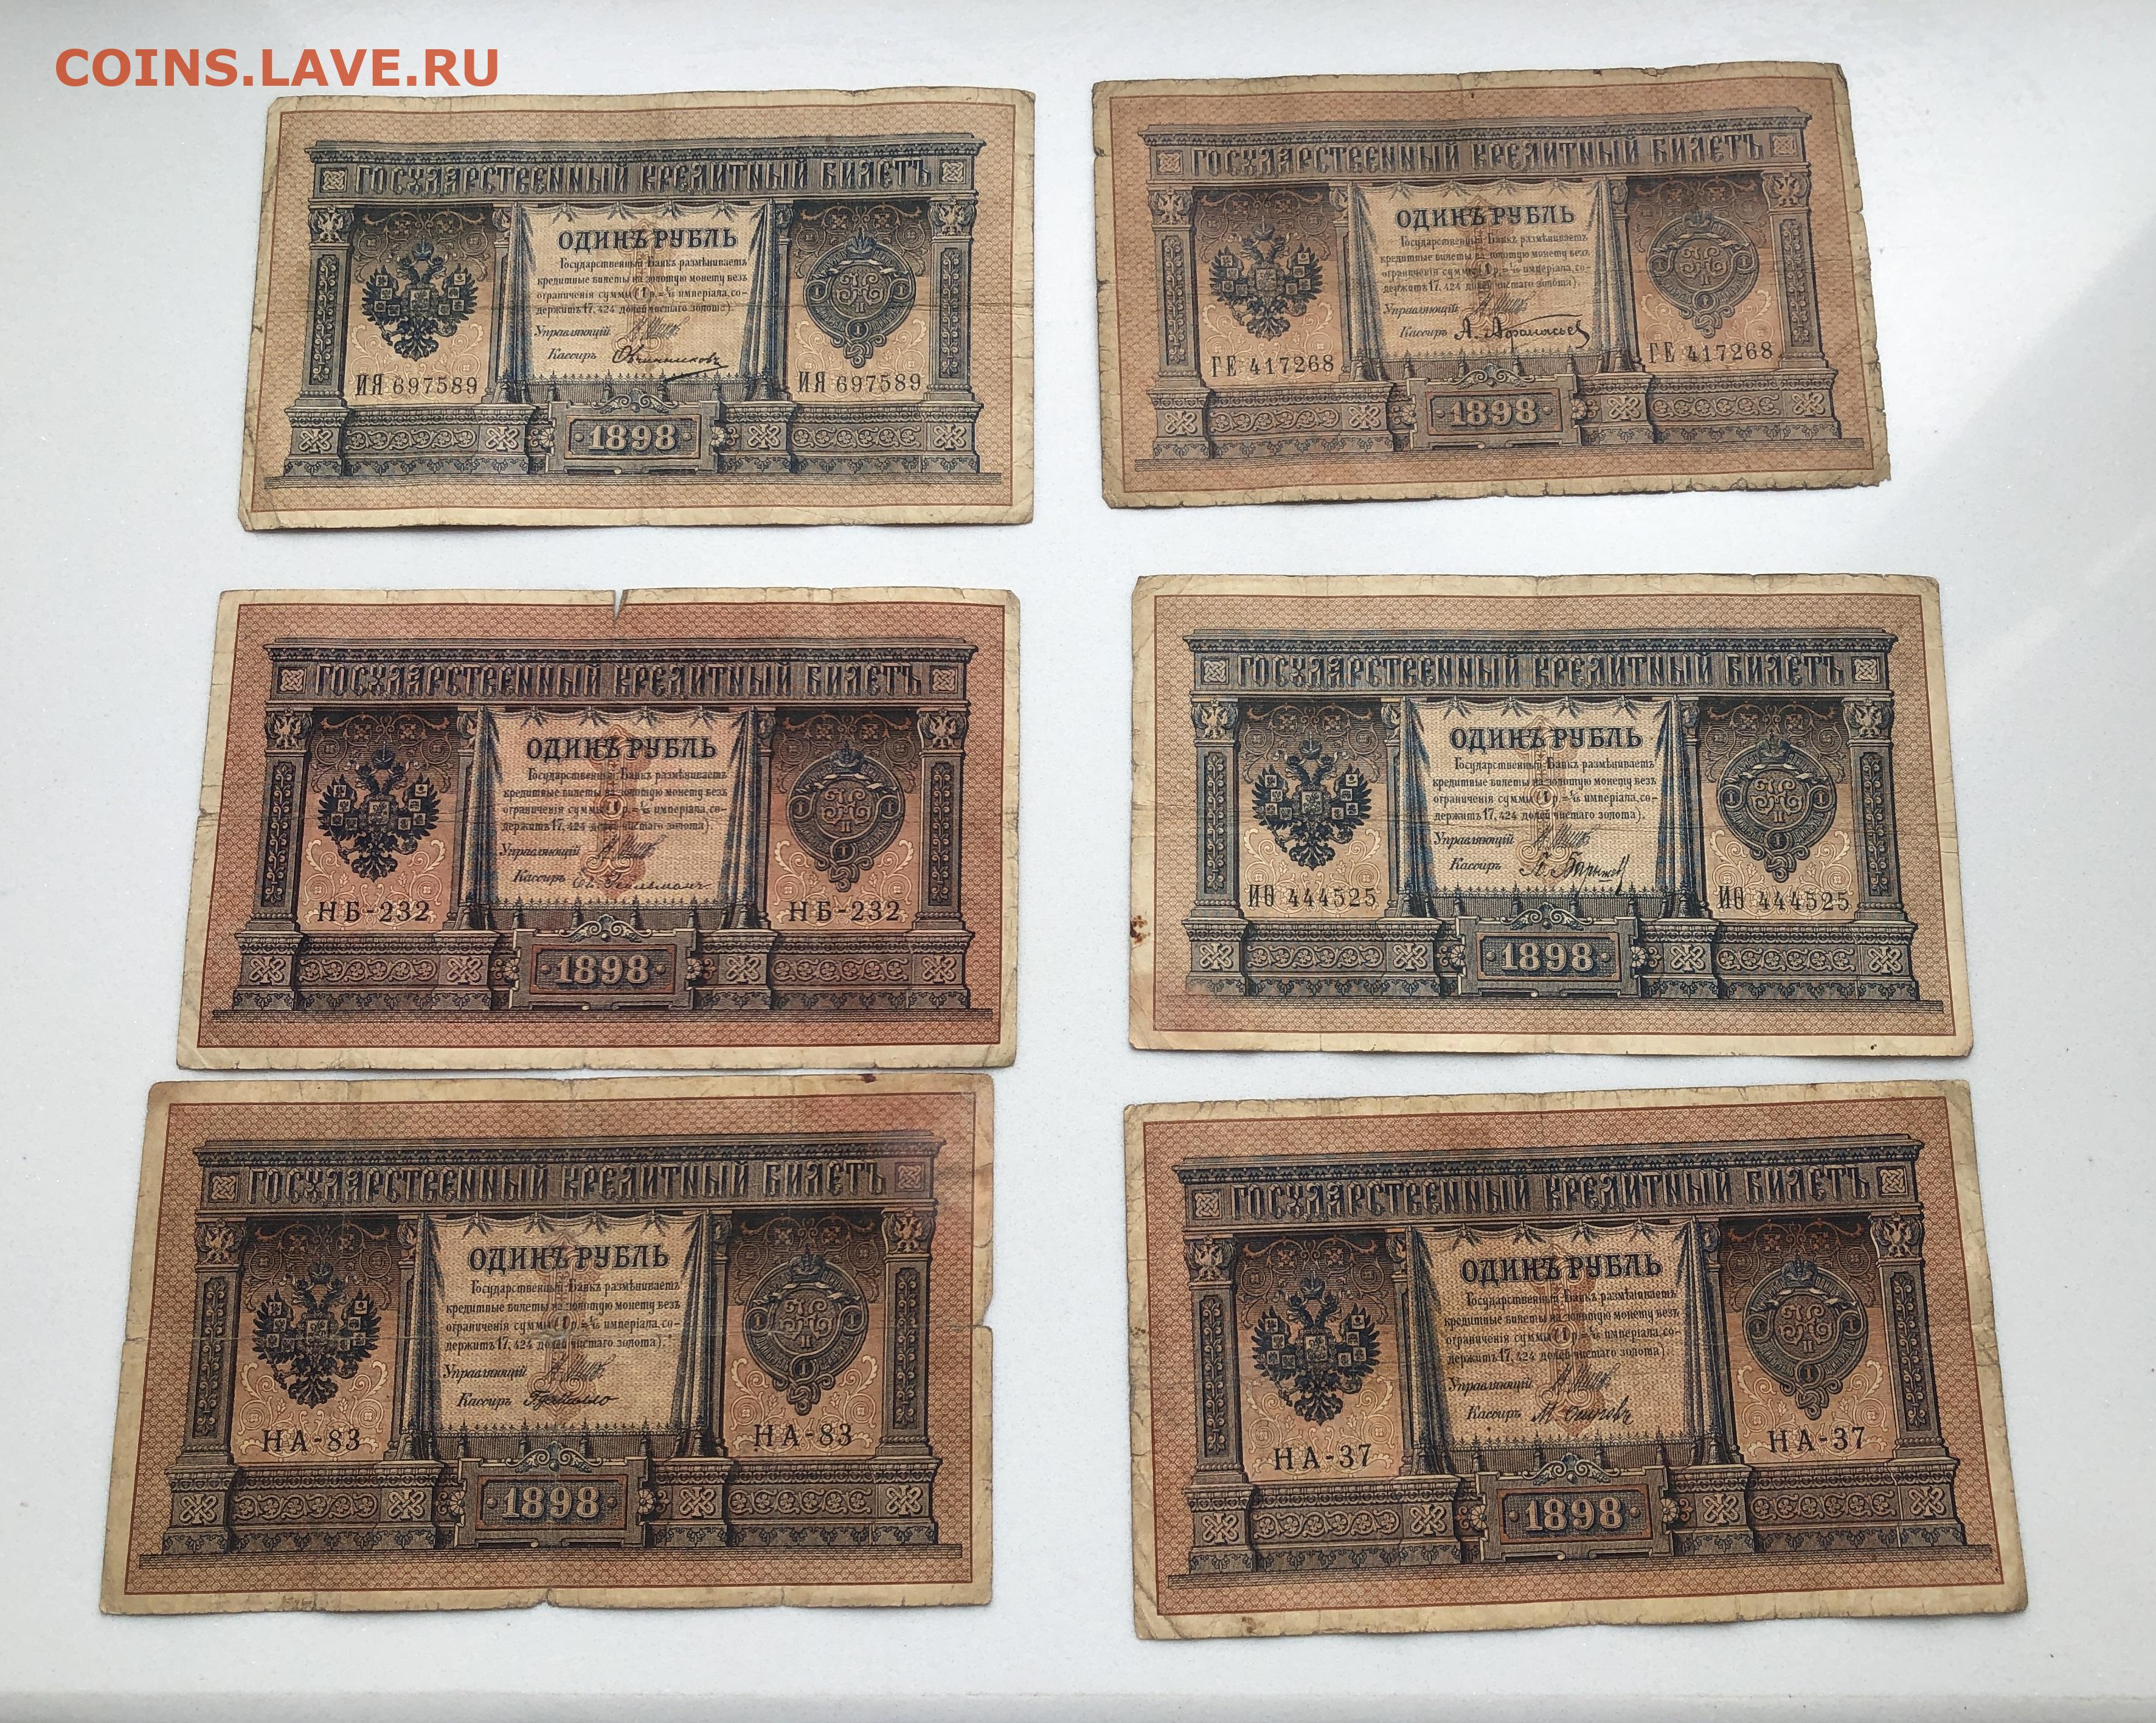 COINS.LAVE.RU
ГОСУДАРСТВЕННЫЙ КРЕДИТНЫЙ БИЛЕТЪ
ОДИНЪ РУБЛЬ
Государственный Банкъ размѣниваетъ
кредитные билеты на золотую монету безъ
ограниченія суммы (1 р.=1/15 имперіала, со-
держитъ 17,424 долей чистаго золота).
Управляющій
Кассиръ Овчинниковъ
ИЯ 697589 ИЯ 697589
1898
ГОСУДАРСТВЕННЫЙ КРЕДИТНЫЙ БИЛЕТЪ
ОДИНЪ РУБЛЬ
Государственный Банкъ размѣниваетъ
кредитные билеты на золотую монету безъ
ограниченія суммы (1 р.=1/15 имперіала, со-
держитъ 17,424 долей чистаго золота).
Управляющій
Кассиръ А. Афанасьев
ГЕ 417268 ГЕ 417268
1898
ГОСУДАРСТВЕННЫЙ КРЕДИТНЫЙ БИЛЕТЪ
ОДИНЪ РУБЛЬ
Государственный Банкъ размѣниваетъ
кредитные билеты на золотую монету безъ
ограниченія суммы (1 р.=1/15 имперіала, со-
держитъ 17,424 долей чистаго золота).
Управляющій
Кассиръ
НБ-232 НБ-232
1898
ГОСУДАРСТВЕННЫЙ КРЕДИТНЫЙ БИЛЕТЪ
ОДИНЪ РУБЛЬ
Государственный Банкъ размѣниваетъ
кредитные билеты на золотую монету безъ
ограниченія суммы (1 р.=1/15 имперіала, со-
держитъ 17,424 долей чистаго золота).
Управляющій
Кассиръ
ИѲ 444525 ИѲ 444525
1898
ГОСУДАРСТВЕННЫЙ КРЕДИТНЫЙ БИЛЕТЪ
ОДИНЪ РУБЛЬ
Государственный Банкъ размѣниваетъ
кредитные билеты на золотую монету безъ
ограниченія суммы (1 р.=1/15 имперіала, со-
держитъ 17,424 долей чистаго золота).
Управляющій
Кассиръ
НА-83 НА-83
1898
ГОСУДАРСТВЕННЫЙ КРЕДИТНЫЙ БИЛЕТЪ
ОДИНЪ РУБЛЬ
Государственный Банкъ размѣниваетъ
кредитные билеты на золотую монету безъ
ограниченія суммы (1 р.=1/15 имперіала, со-
держитъ 17,424 долей чистаго золота).
Управляющій
Кассиръ М. Осиповъ
НА-37 НА-37
1898